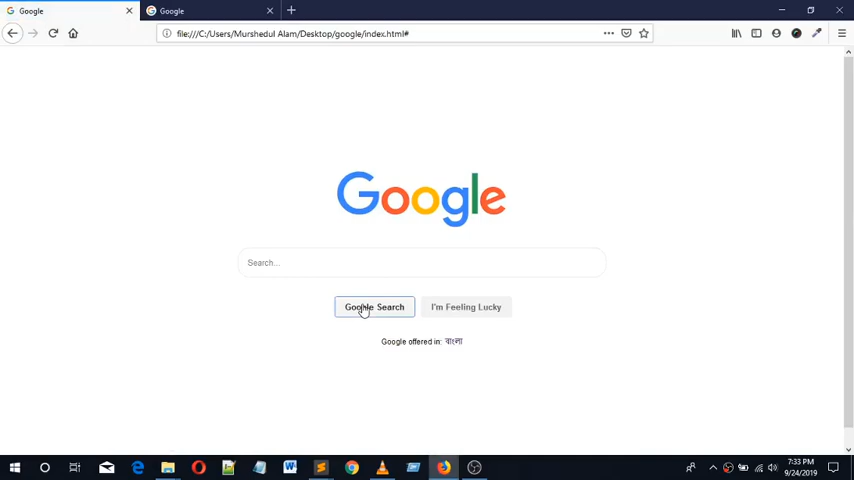 Google
Google
file:///C:/Users/Murshedul Alam/Desktop/google/index.html#
Google
Search...
Google Search
I'm Feeling Lucky
Google offered in: বাংলা
7:33 PM
9/24/2019